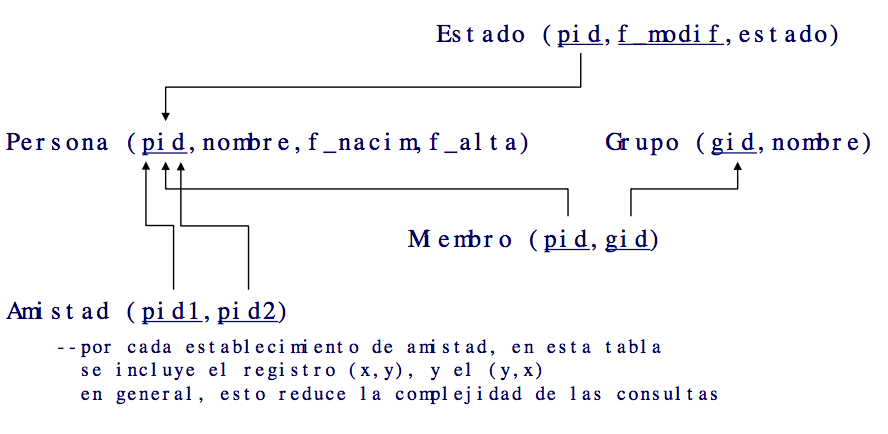 Estado (pid,f_modif,estado)
Persona (pid,nombre,f_nacim,f_alta)
Grupo (gid,nombre)
Membro (pid,gid)
Amistad (pid1,pid2)
--por cada establecimiento de amistad, en esta tabla
se incluye el registro (x,y), y el (y,x)
en general, esto reduce la complejidad de las consultas